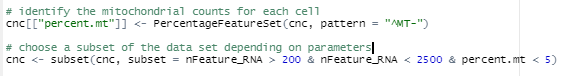 # identify the mitochondrial counts for each cell
cnc[["percent.mt"]] <- PercentageFeatureSet(cnc, pattern = "^MT-")
# choose a subset of the data set depending on parameters
cnc <- subset(cnc, subset = nFeature_RNA > 200 & nFeature_RNA < 2500 & percent.mt < 5)